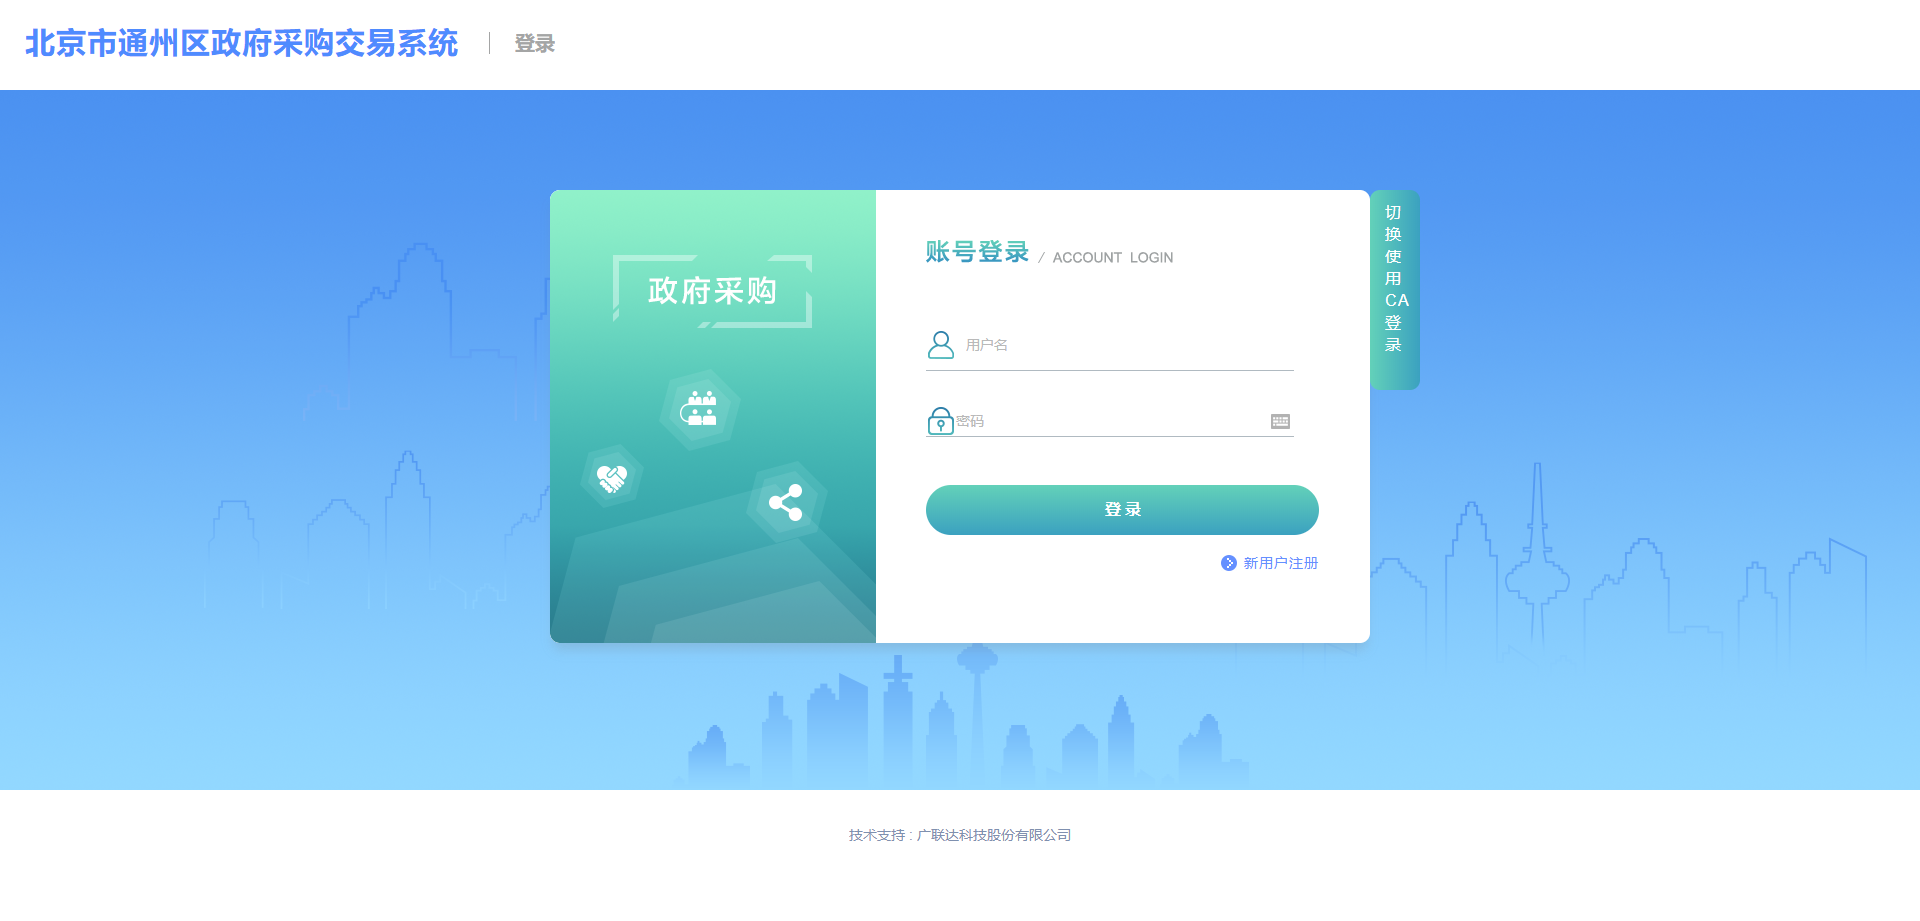 北京市通州区政府采购交易系统
登录
政府采购
账号登录 / ACCOUNT LOGIN
用户名
密码
登录
新用户注册
切
换
使
用
CA
登
录
技术支持：广联达科技股份有限公司